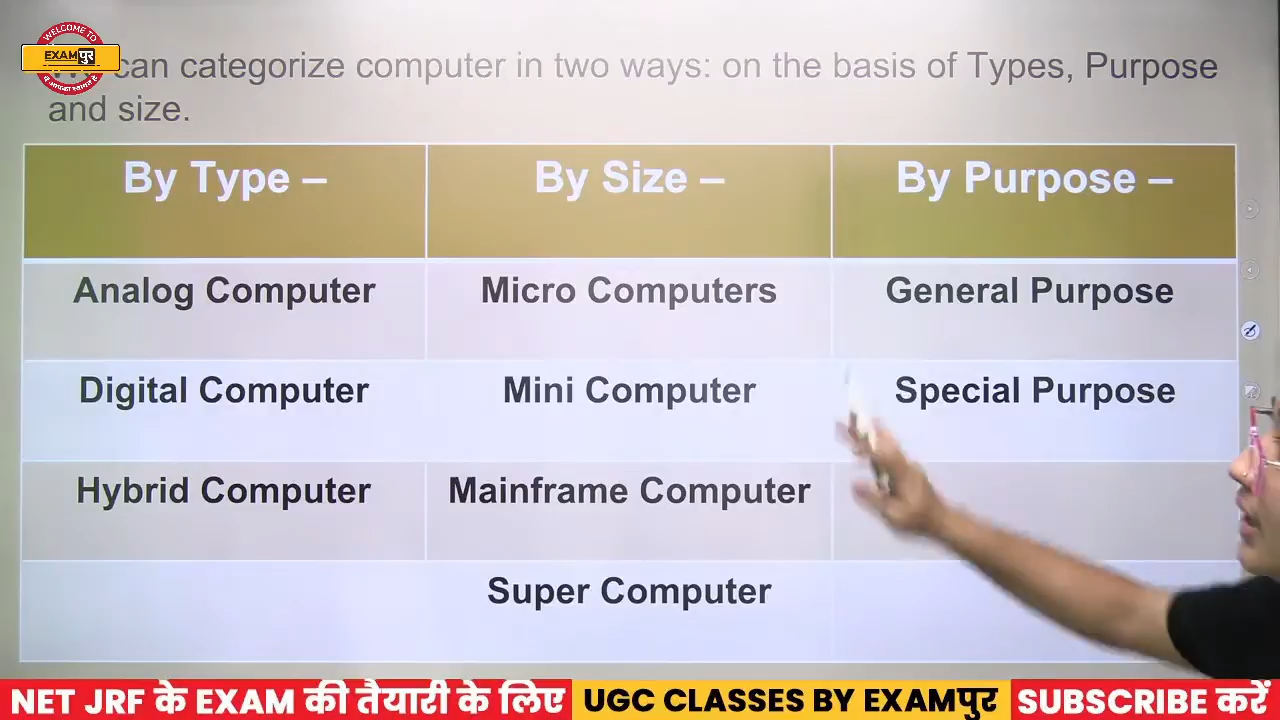 WELCOME TO
EXAMपुर
can categorize computer in two ways: on the basis of Types, Purpose
and size.
By Type –
By Size –
By Purpose –
Analog Computer
Micro Computers
General Purpose
Digital Computer
Mini Computer
Special Purpose
Hybrid Computer
Mainframe Computer
Super Computer
NET JRF के EXAM की तैयारी के लिए
UGC CLASSES BY EXAMपुर
SUBSCRIBE करें